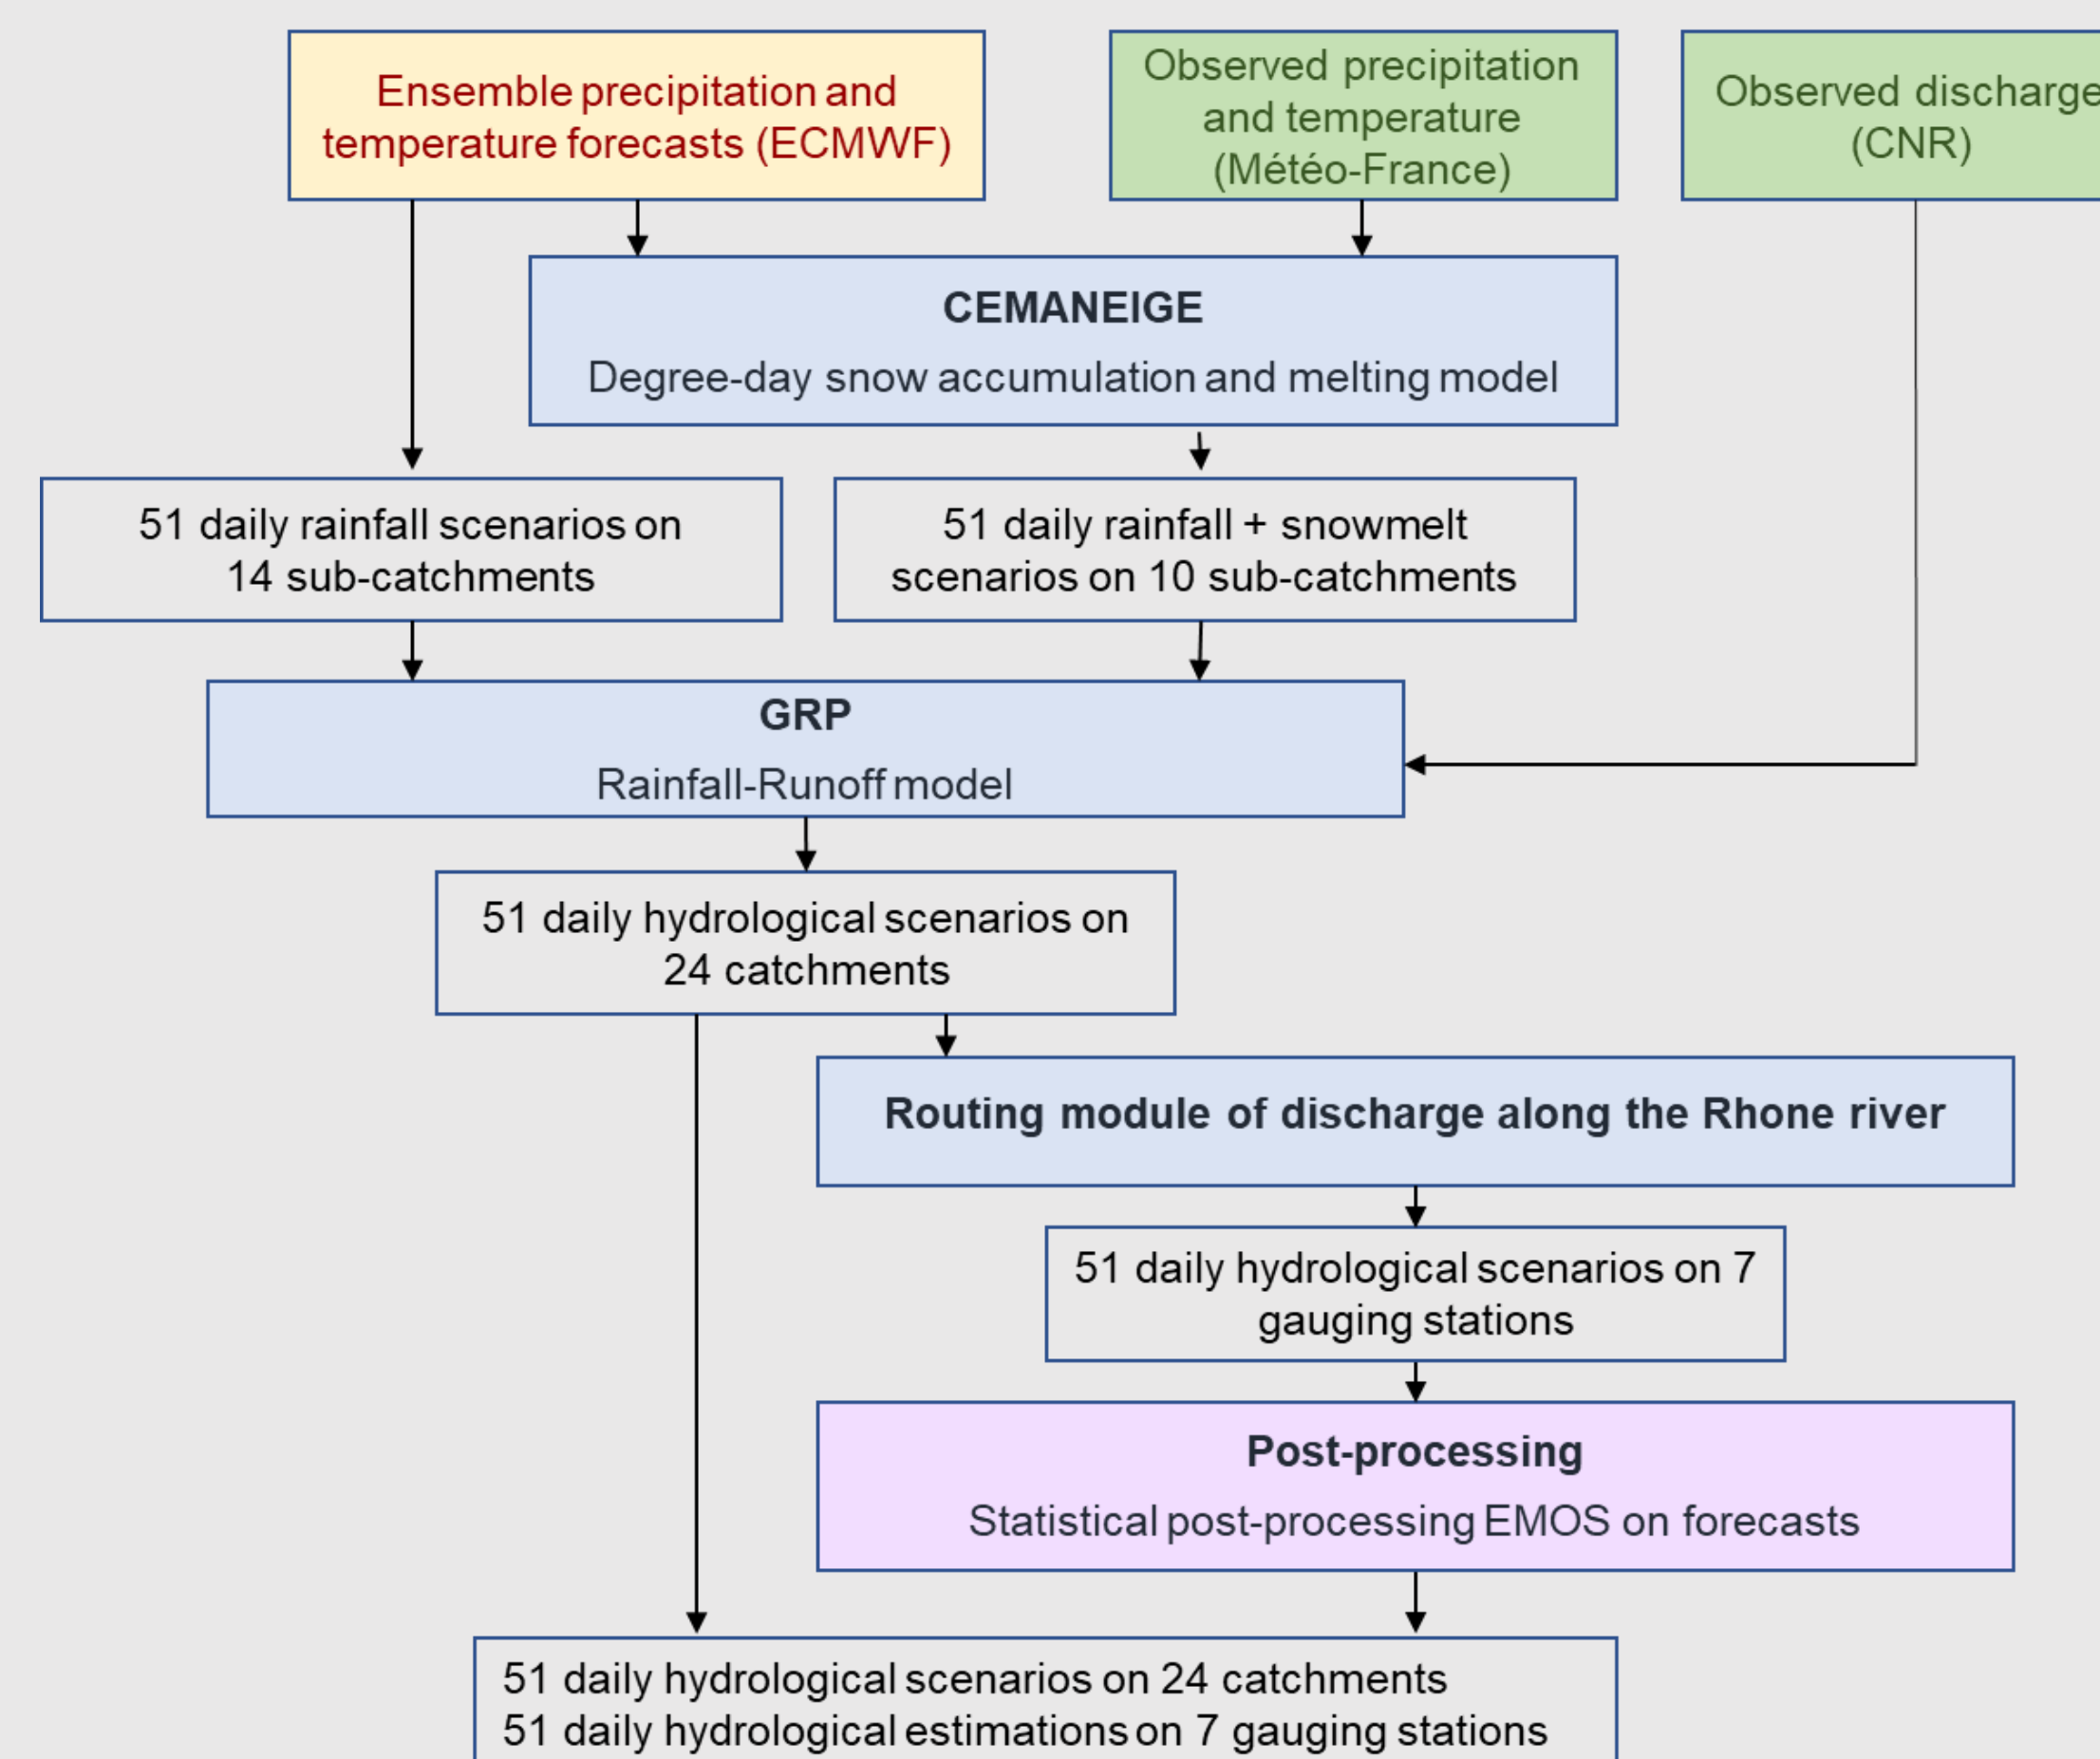 Ensemble precipitation and
temperature forecasts (ECMWF)
Observed precipitation
and temperature
(Météo-France)
Observed discharge
(CNR)
CEMANEIGE
Degree-day snow accumulation and melting model
51 daily rainfall scenarios on
14 sub-catchments
51 daily rainfall + snowmelt
scenarios on 10 sub-catchments
GRP
Rainfall-Runoff model
51 daily hydrological scenarios on
24 catchments
Routing module of discharge along the Rhone river
51 daily hydrological scenarios on 7
gauging stations
Post-processing
Statistical post-processing EMOS on forecasts
51 daily hydrological scenarios on 24 catchments
51 daily hydrological estimations on 7 gauging stations